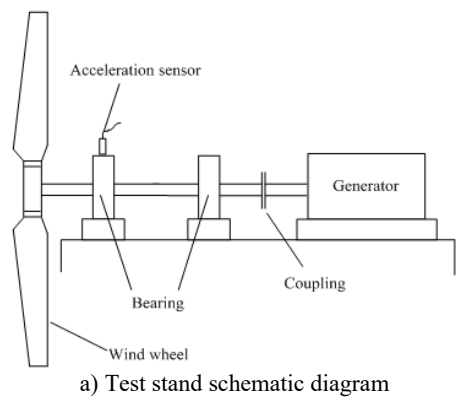 Acceleration sensor
Generator
Coupling
Bearing
Wind wheel
a) Test stand schematic diagram